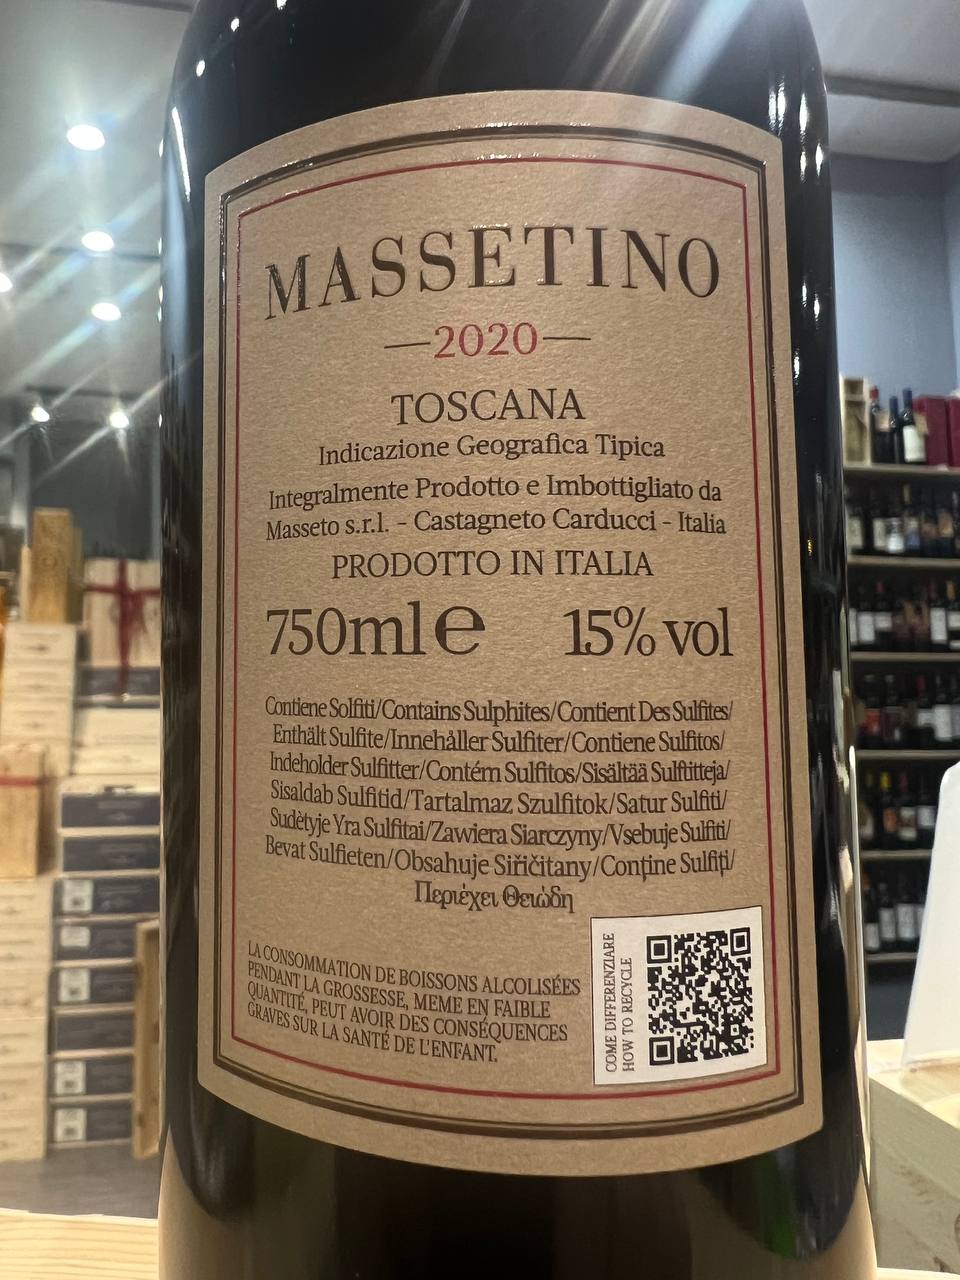 MASSETINO
—2020—
TOSCANA
Indicazione Geografica Tipica
Integralmente Prodotto e Imbottigliato da
Masseto s.r.l. - Castagneto Carducci - Italia
PRODOTTO IN ITALIA
750ml e 15% vol
Contiene Solfiti/Contains Sulphites/Contient Des Sulfites/
Enthält Sulfite/Innehåller Sulfiter/Contiene Sulfitos/
Indeholder Sulfitter/Contém Sulfitos/Sisältää Sulfiitteja/
Sisaldab Sulfitid/Tartalmaz Szulfitok/Satur Sulfiti/
Sudètyje Yra Sulfitai/Zawiera Siarczyny/Vsebuje Sulfiti/
Bevat Sulfieten/Obsahuje Siřičitany/Conţine Sulfiţi/
Περιέχει Θειώδη
LA CONSOMMATION DE BOISSONS ALCOLISÉES
PENDANT LA GROSSESSE, MEME EN FAIBLE
QUANTITÉ, PEUT AVOIR DES CONSÉQUENCES
GRAVES SUR LA SANTÉ DE L'ENFANT.
COME DIFFERENZIARE
HOW TO RECYCLE